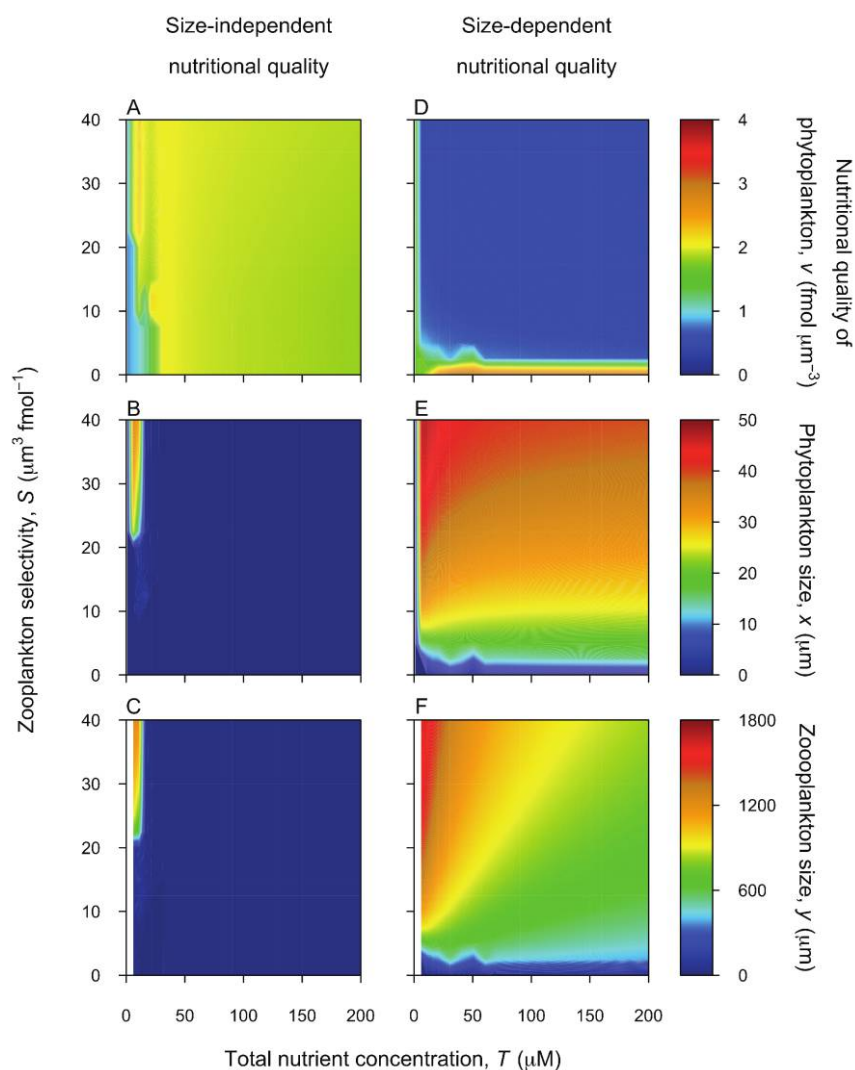 Size-independent
nutritional quality
Size-dependent
nutritional quality
A
40
30
20
10
0
D
4
3
2
1
0
Nutritional quality of
phytoplankton, v (fmol μm⁻³)
B
40
30
20
10
0
E
50
40
30
20
10
0
Phytoplankton size, x (μm)
Zooplankton selectivity, S (μm³ fmol⁻¹)
C
40
30
20
10
0
F
1800
1200
600
0
Zoooplankton size, y (μm)
0 50 100 150 200
0 50 100 150 200
Total nutrient concentration, T (μM)